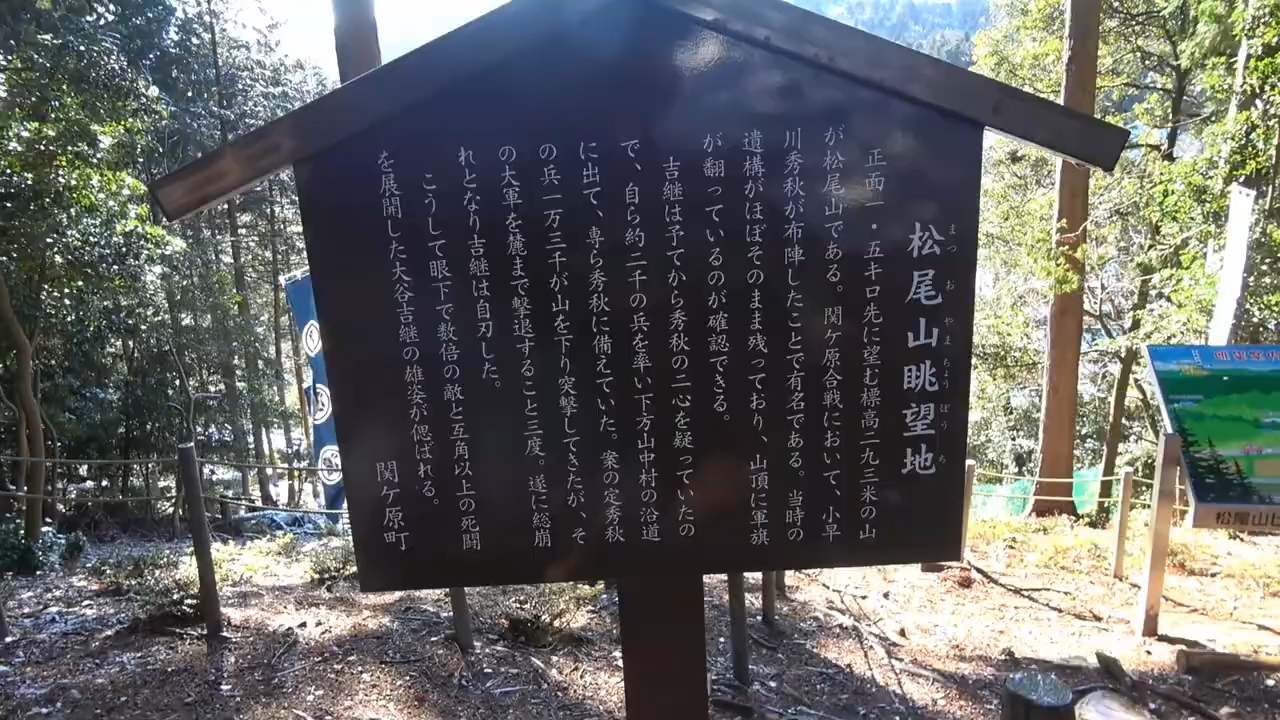 松尾山眺望地
まつおやまちょうぼうち
正面一・五キロ先に望む標高二九三米の山
が松尾山である。関ケ原合戦において、小早
川秀秋が布陣したことで有名である。当時の
遺構がほぼそのまま残っており、山頂に軍旗
が翻っているのが確認できる。
吉継は予てから秀秋の二心を疑っていたの
で、自ら約二千の兵を率い下方山中村の沿道
に出て、専ら秀秋に備えていた。案の定秀秋
の兵一万三千が山を下り突撃してきたが、そ
の大軍を麓まで撃退すること三度。遂に総崩
れとなり吉継は自刃した。
こうして眼下で数倍の敵と互角以上の死闘
を展開した大谷吉継の雄姿が偲ばれる。
関ケ原町
松尾山